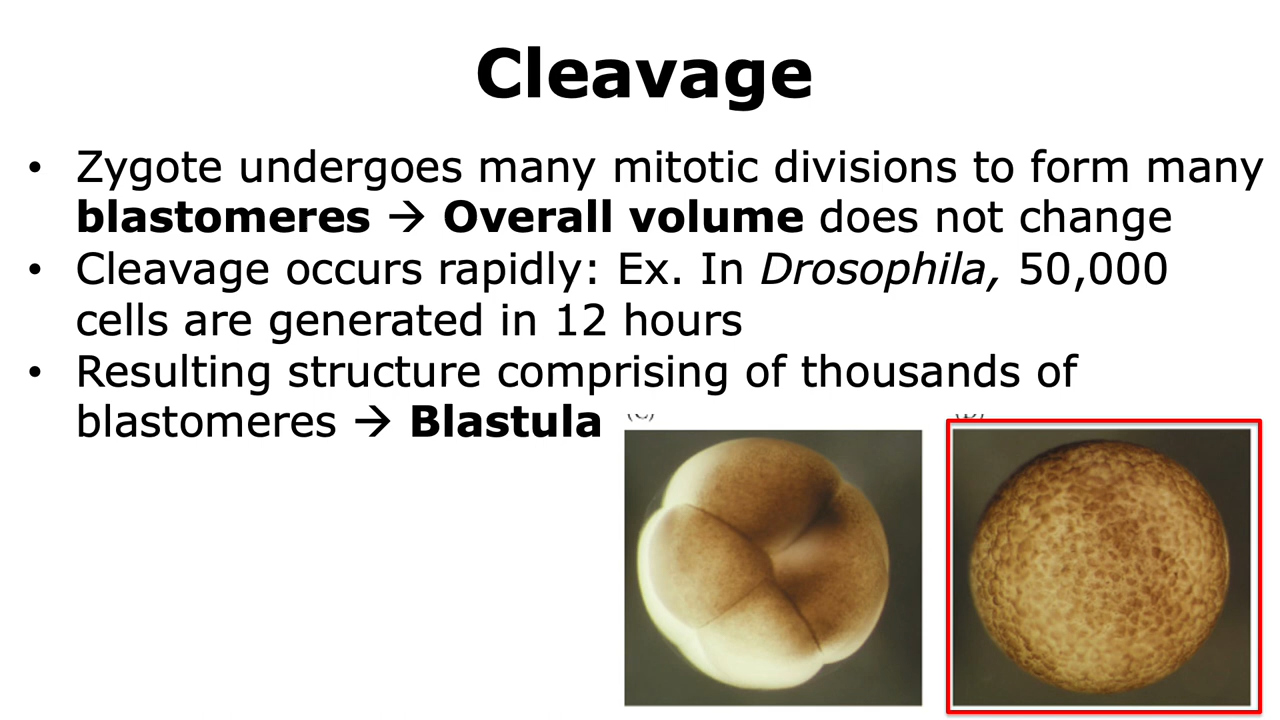 Cleavage
• Zygote undergoes many mitotic divisions to form many
blastomeres → Overall volume does not change
• Cleavage occurs rapidly: Ex. In Drosophila, 50,000
cells are generated in 12 hours
• Resulting structure comprising of thousands of
blastomeres → Blastula